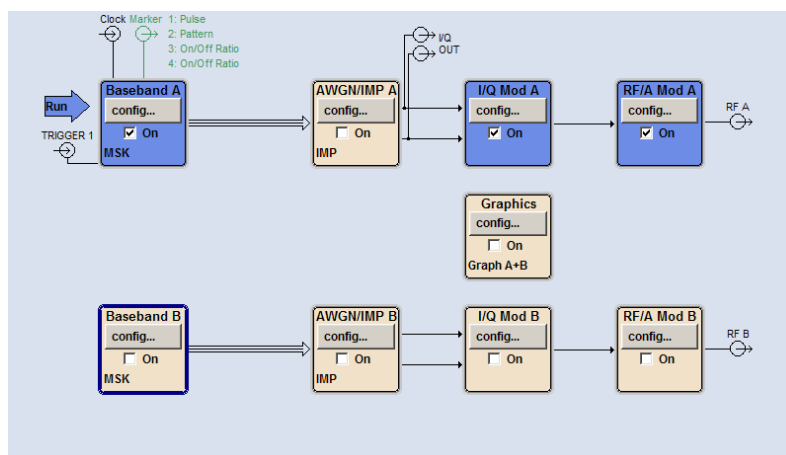 Clock Marker 1: Pulse
2: Pattern
3: On/Off Ratio
4: On/Off Ratio
I/Q
OUT
Run
TRIGGER 1
Baseband A
config...
On
MSK
AWGN/IMP A
config...
On
IMP
I/Q Mod A
config...
On
RF/A Mod A
config...
On
RF A
Graphics
config...
On
Graph A+B
Baseband B
config...
On
MSK
AWGN/IMP B
config...
On
IMP
I/Q Mod B
config...
On
RF/A Mod B
config...
On
RF B